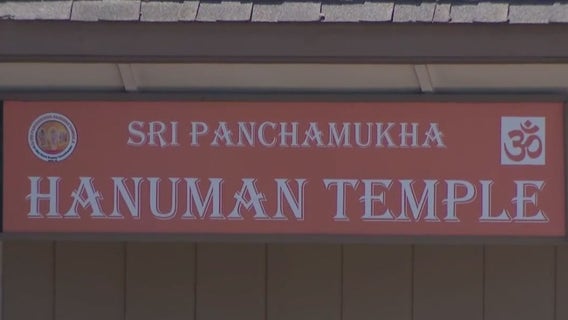 SRI PANCHAMUKHA
ॐ
HANUMAN TEMPLE